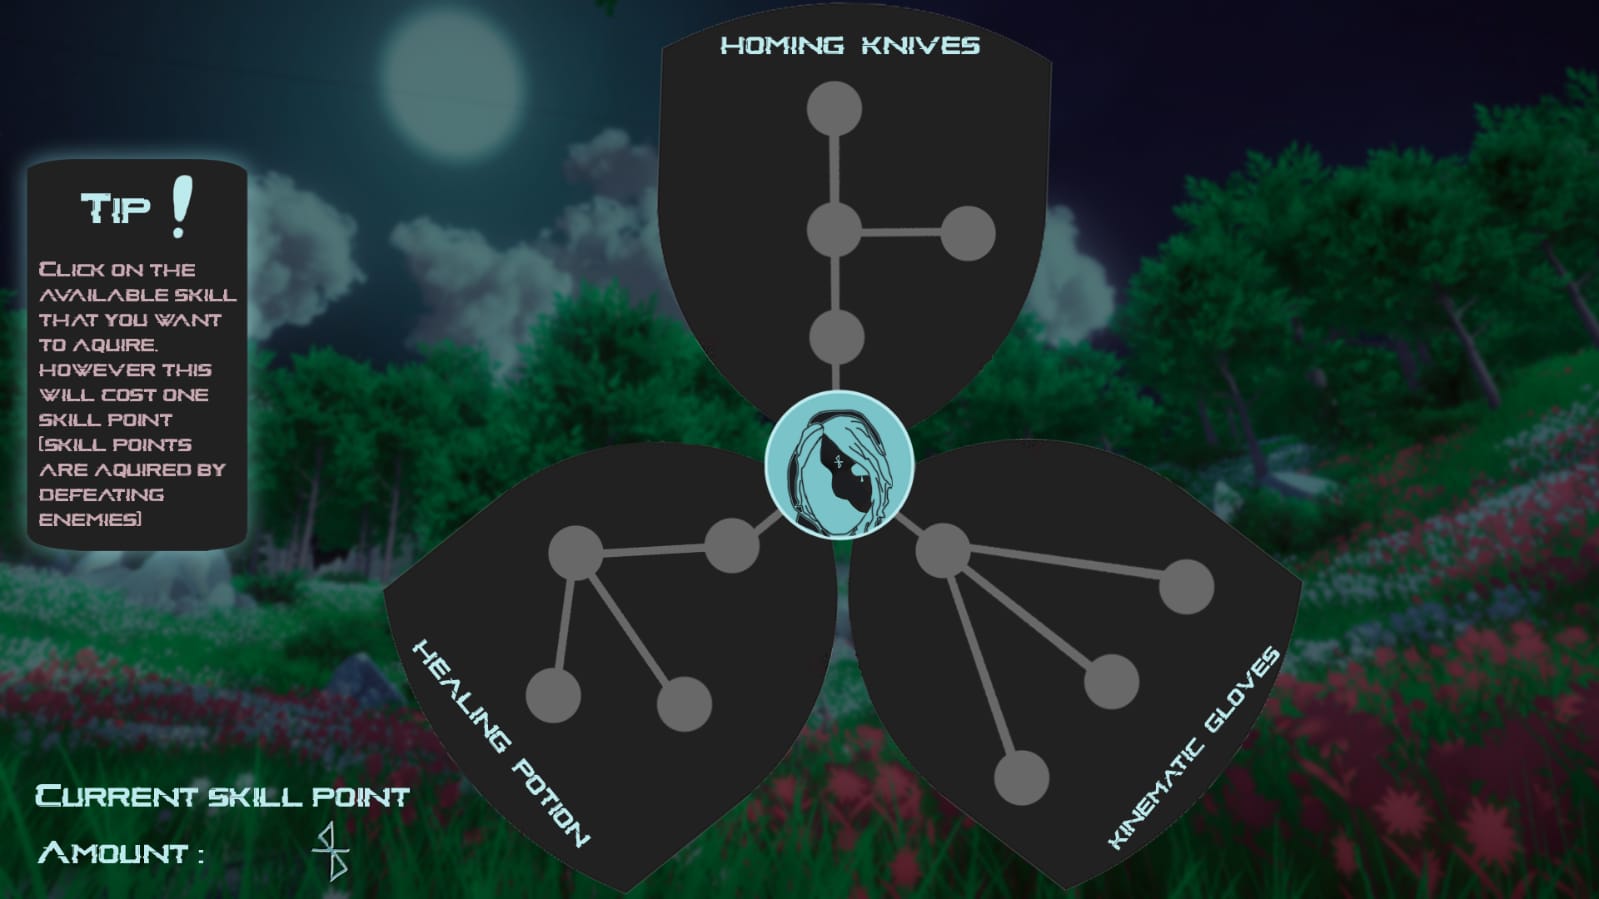 HOMING KNIVES
TIP !
CLICK ON THE
AVAILABLE SKILL
THAT YOU WANT
TO AQUIRE.
HOWEVER THIS
WILL COST ONE
SKILL POINT
[SKILL POINTS
ARE AQUIRED BY
DEFEATING
ENEMIES]
HEALING POTION
KINEMATIC GLOVES
CURRENT SKILL POINT
AMOUNT :